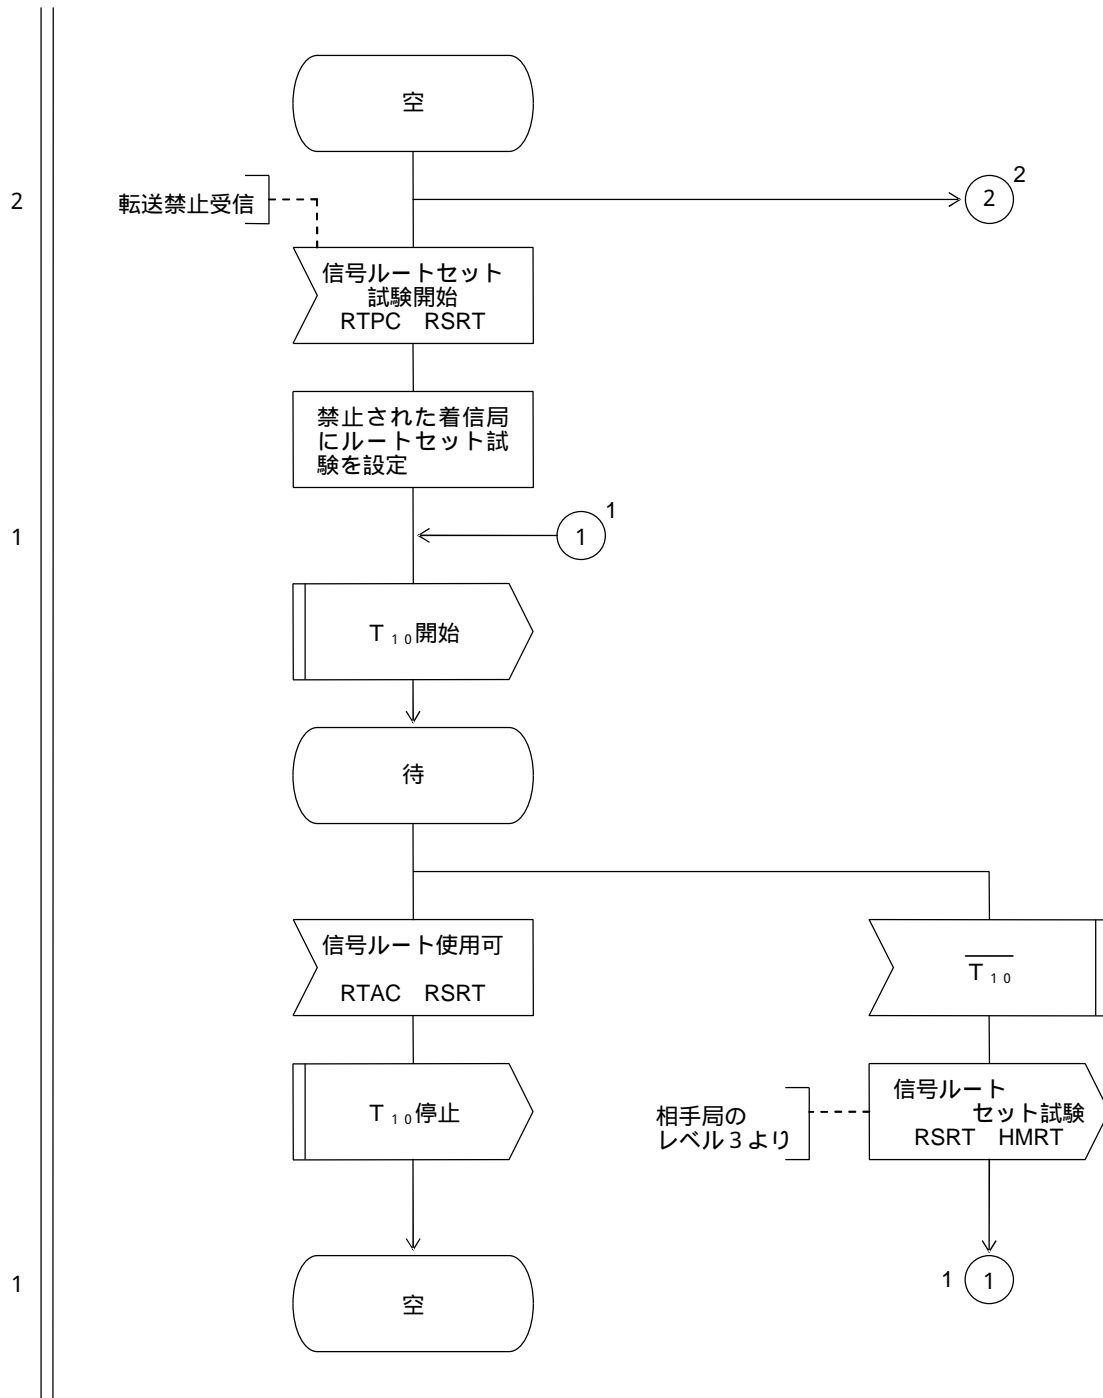 空
2
転送禁止受信
2
2
信号ルートセット
試験開始
RTPC RSRT
禁止された着信局
にルートセット試
験を設定
1
1
1
T₁₀開始
待
信号ルート使用可
RTAC RSRT
T₁₀
T₁₀停止
相手局の
レベル3より
信号ルート
セット試験
RSRT HMRT
1
空
1
1